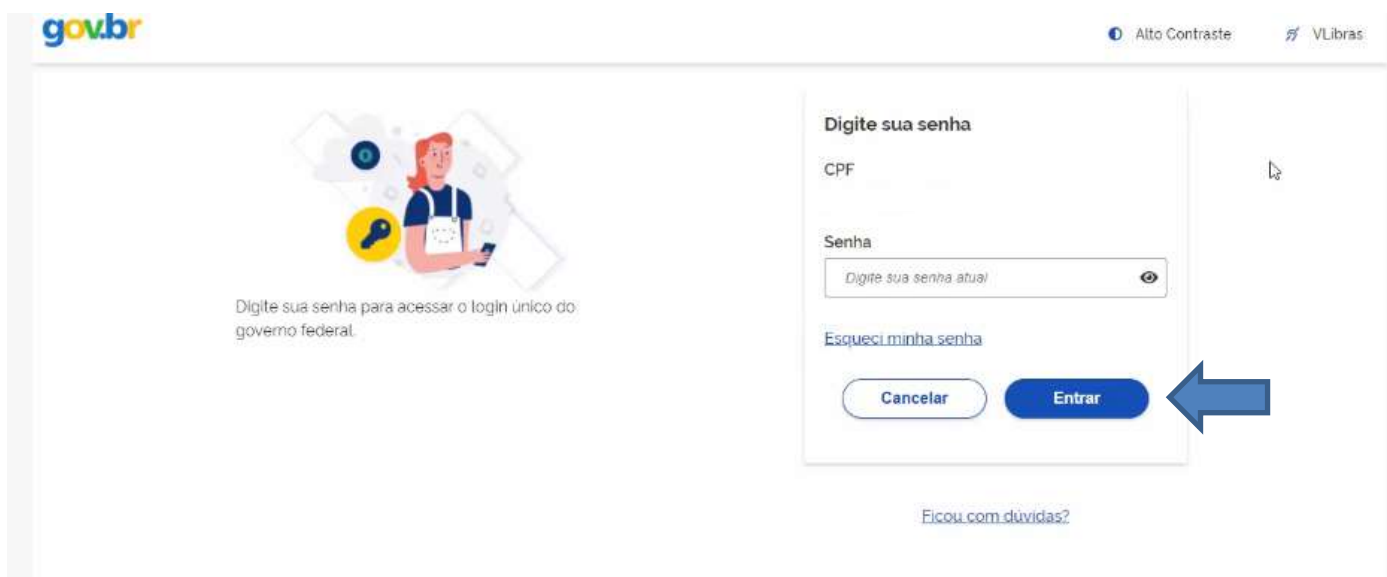 gov.br
Alto Contraste
VLibras
Digite sua senha
CPF
Senha
Digite sua senha atual
Digite sua senha para acessar o login único do
governo federal.
Esqueci minha senha
Cancelar
Entrar
Ficou com dúvidas?